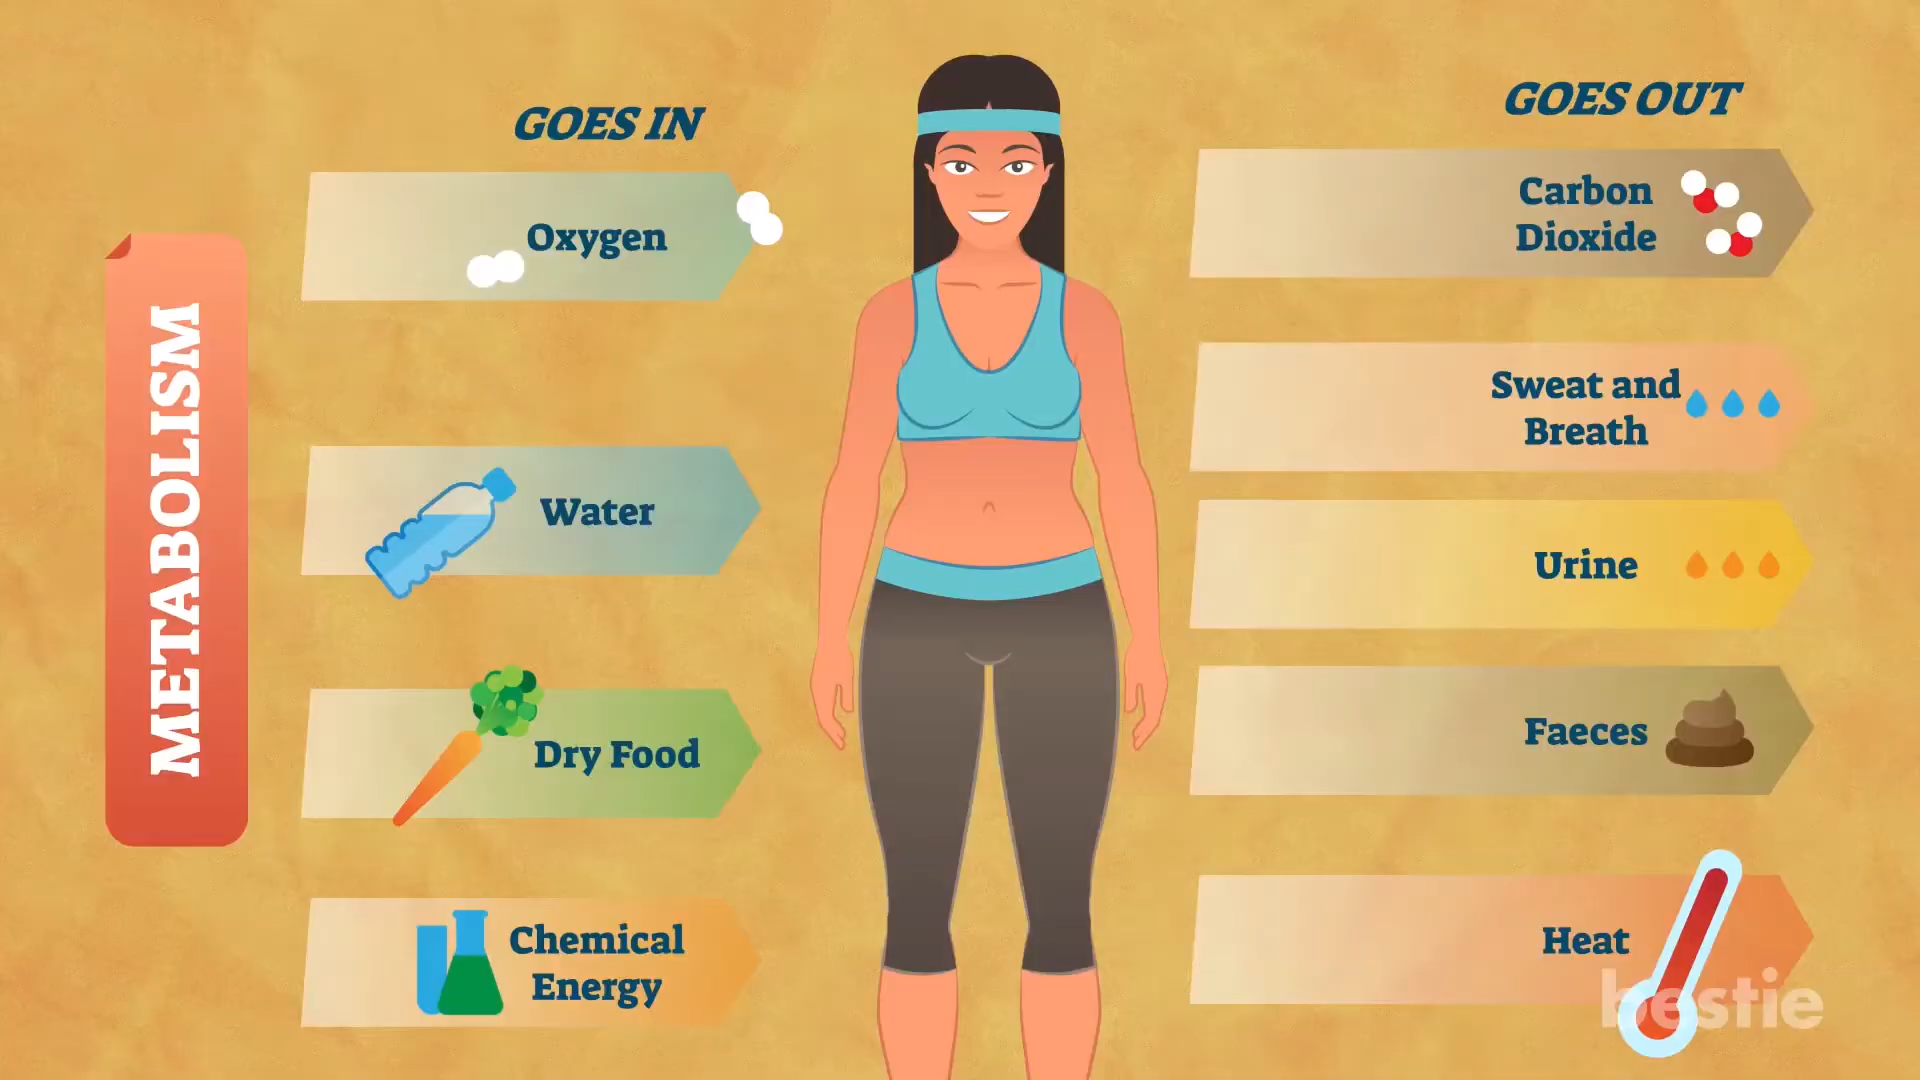 METABOLISM
GOES IN
Oxygen
Water
Dry Food
Chemical
Energy
GOES OUT
Carbon
Dioxide
Sweat and
Breath
Urine
Faeces
Heat
bestie